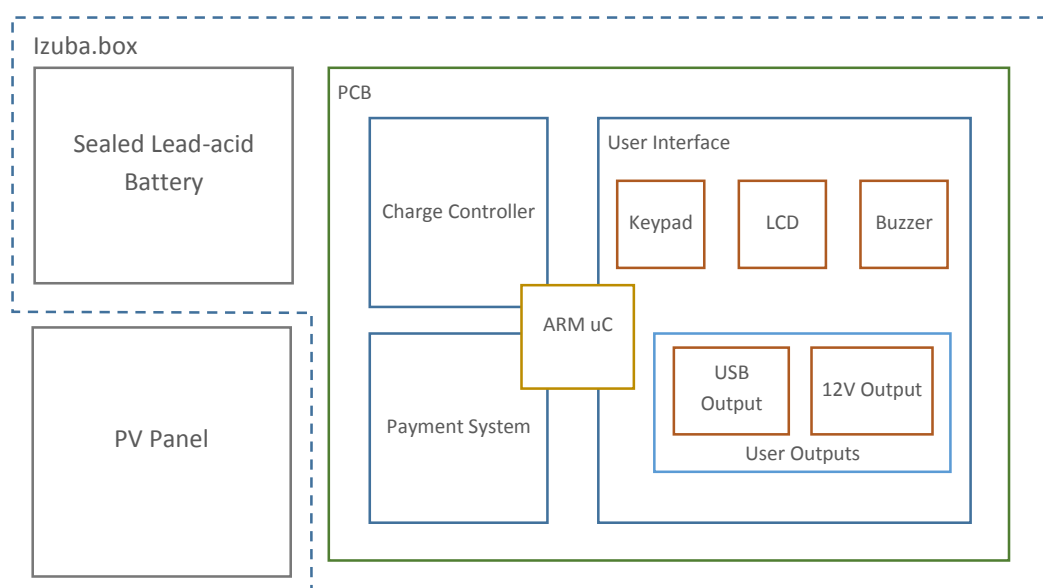 Izuba.box
Sealed Lead-acid
Battery
PCB
Charge Controller
User Interface
Keypad
LCD
Buzzer
ARM uC
PV Panel
Payment System
USB
Output
12V Output
User Outputs